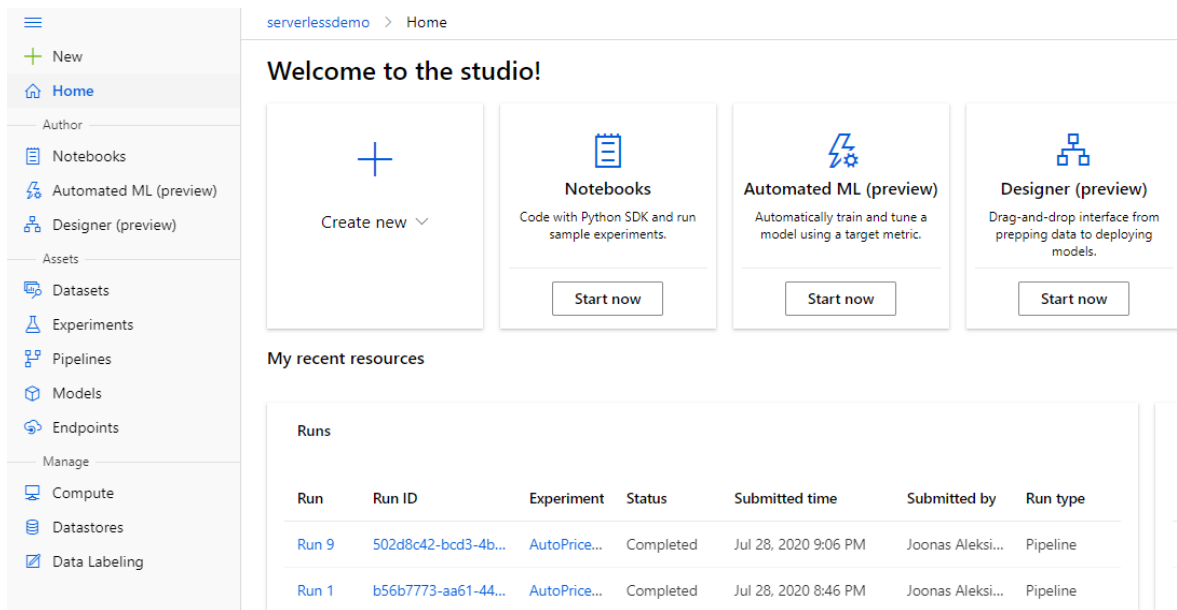 New
Home
Author
Notebooks
Automated ML (preview)
Designer (preview)
Assets
Datasets
Experiments
Pipelines
Models
Endpoints
Manage
Compute
Datastores
Data Labeling
serverlessdemo > Home
Welcome to the studio!
Create new
Notebooks
Code with Python SDK and run
sample experiments.
Start now
Automated ML (preview)
Automatically train and tune a
model using a target metric.
Start now
Designer (preview)
Drag-and-drop interface from
prepping data to deploying
models.
Start now
My recent resources
Runs
Run Run ID Experiment Status Submitted time Submitted by Run type
Run 9 502d8c42-bcd3-4b... AutoPrice... Completed Jul 28, 2020 9:06 PM Joonas Aleksi... Pipeline
Run 1 b56b7773-aa61-44... AutoPrice... Completed Jul 28, 2020 8:46 PM Joonas Aleksi... Pipeline